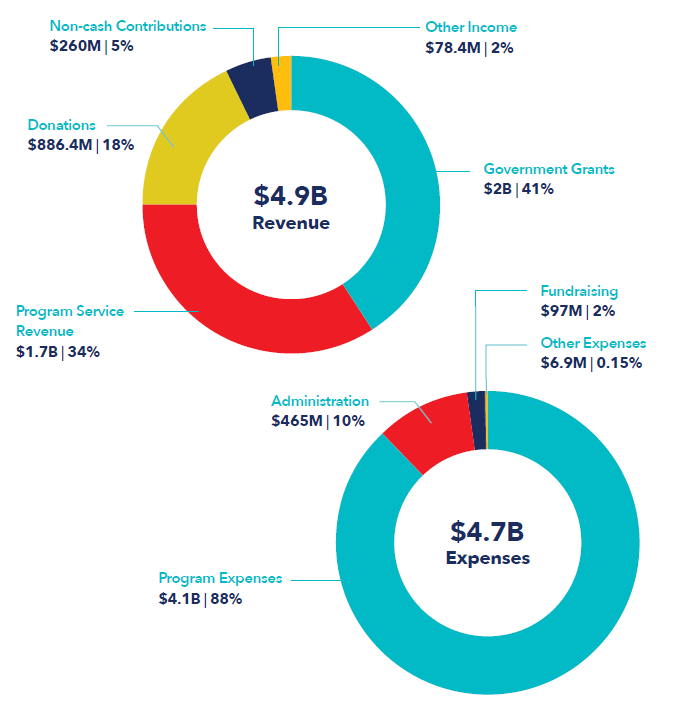 Non-cash Contributions
$260M | 5%
Other Income
$78.4M | 2%
Donations
$886.4M | 18%
Government Grants
$2B | 41%
$4.9B
Revenue
Program Service
Revenue
$1.7B | 34%
Fundraising
$97M | 2%
Other Expenses
$6.9M | 0.15%
Administration
$465M | 10%
$4.7B
Expenses
Program Expenses
$4.1B | 88%